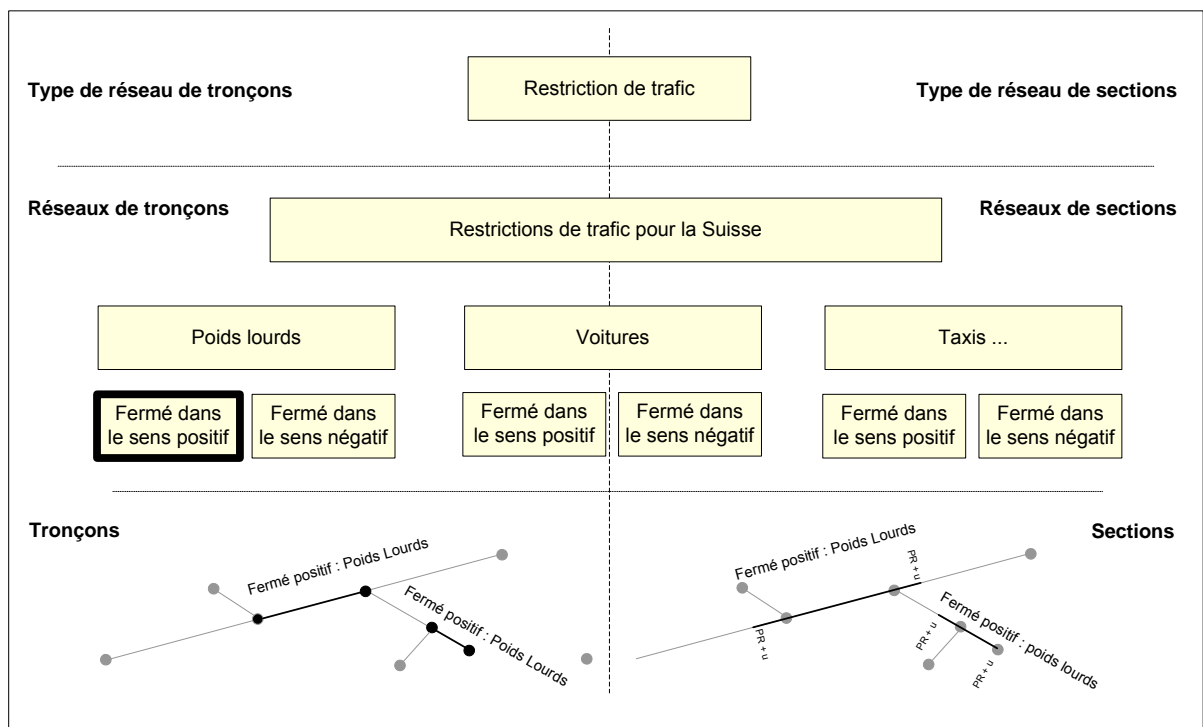 Type de réseau de tronçons
Restriction de trafic
Type de réseau de sections
Réseaux de tronçons
Restrictions de trafic pour la Suisse
Réseaux de sections
Poids lourds
Voitures
Taxis ...
Fermé dans
le sens positif
Fermé dans
le sens négatif
Fermé dans
le sens positif
Fermé dans
le sens négatif
Fermé dans
le sens positif
Fermé dans
le sens négatif
Tronçons
Fermé positif : Poids Lourds
Fermé positif : Poids Lourds
Sections
Fermé positif : Poids Lourds
PR + u
PR + u
Fermé positif : poids lourds
PR + u
PR + u